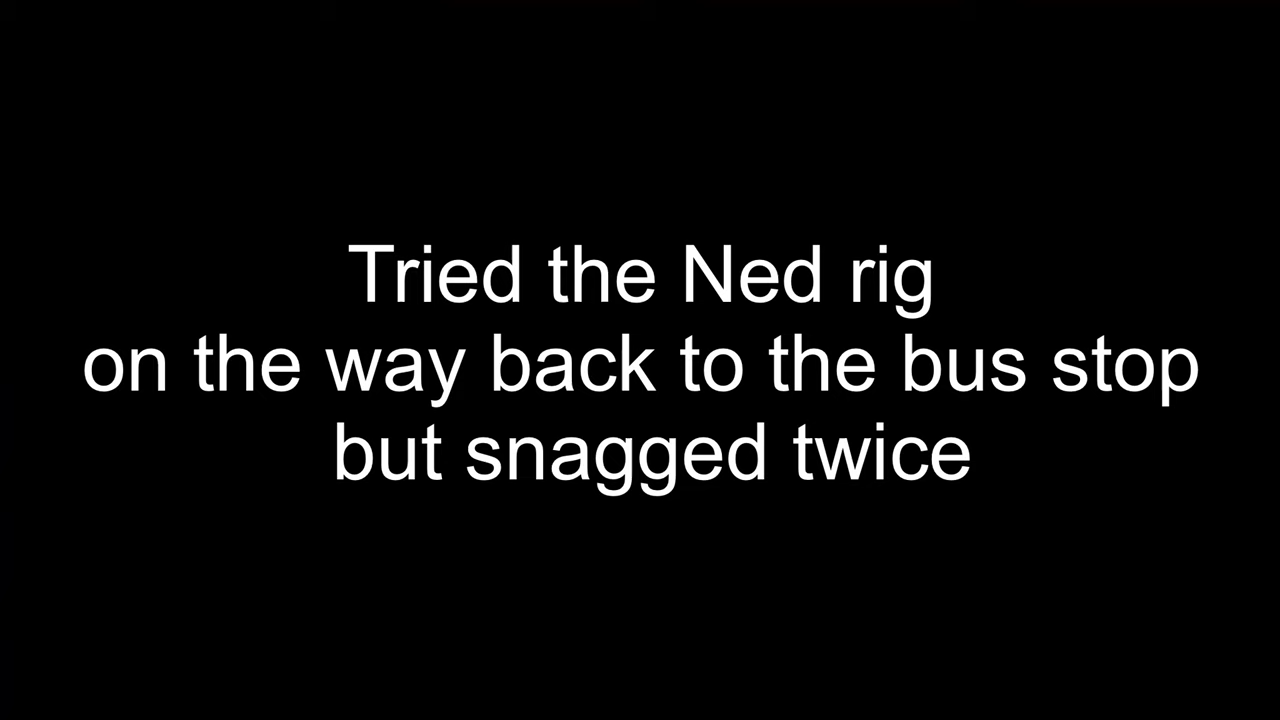 Tried the Ned rig
on the way back to the bus stop
but snagged twice